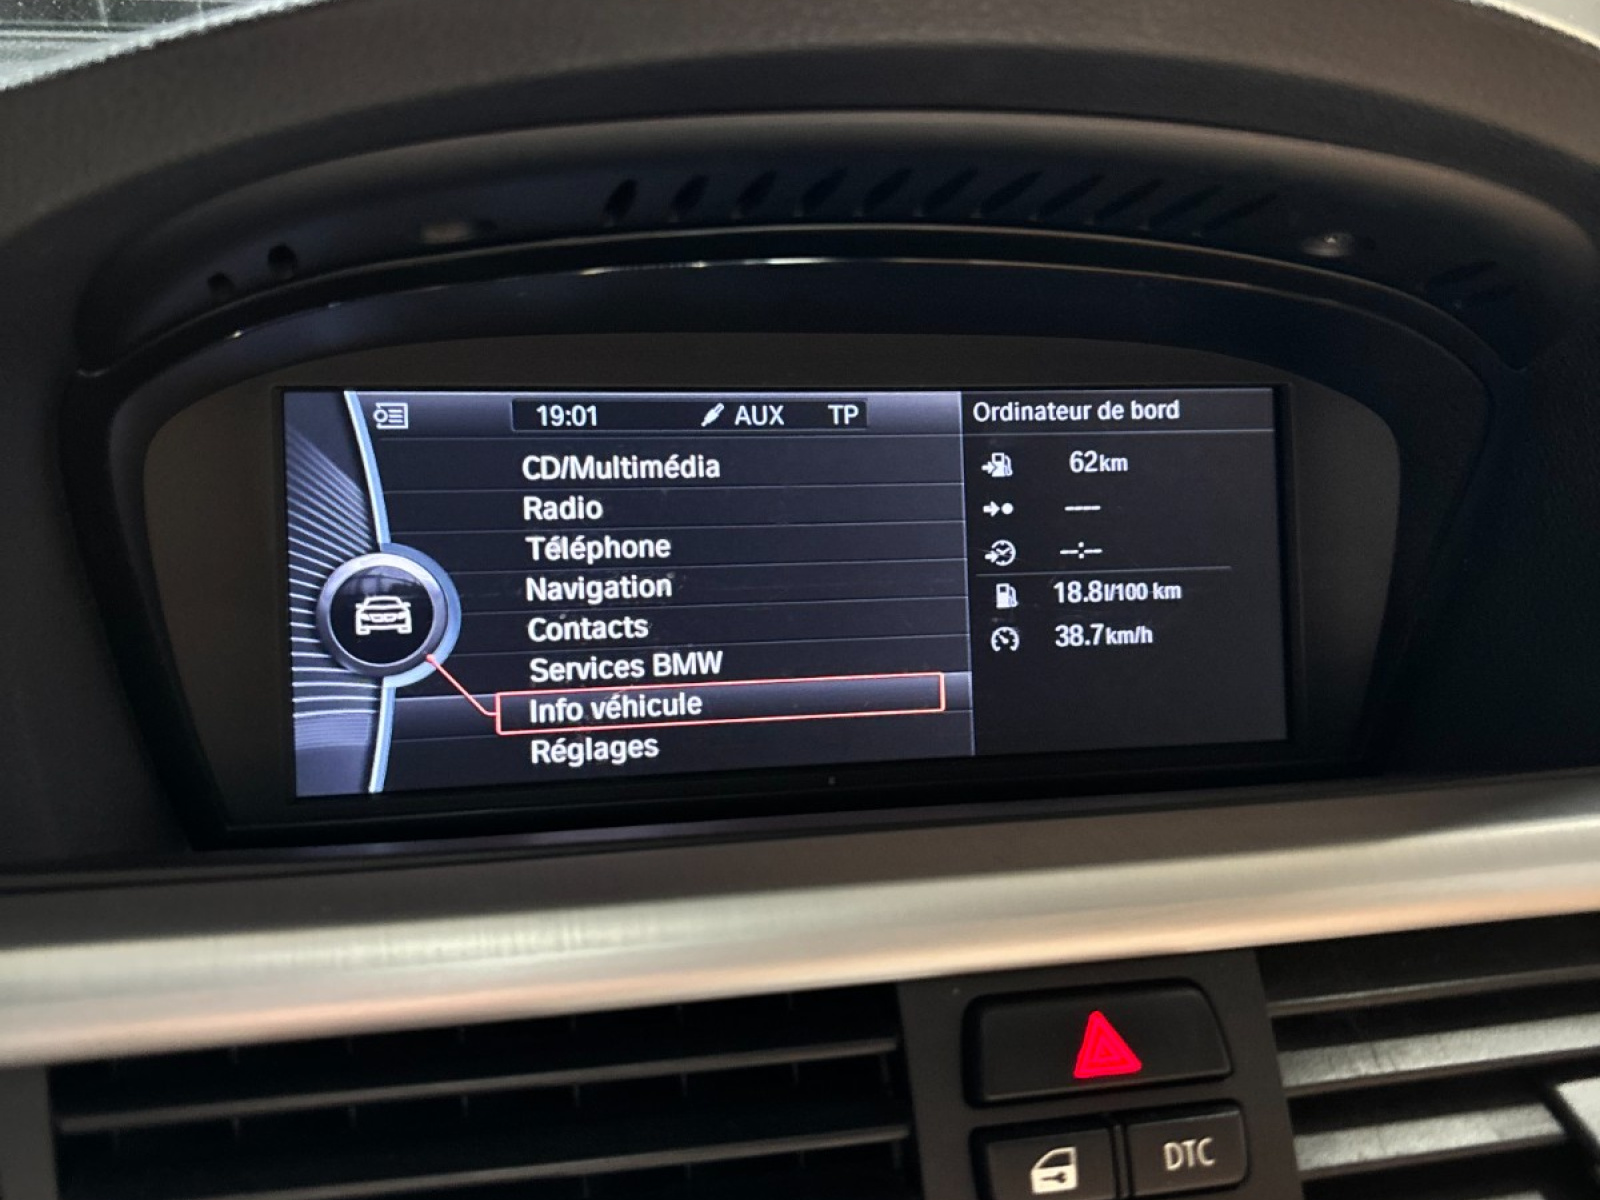 19:01 AUX TP
CD/Multimédia
Radio
Téléphone
Navigation
Contacts
Services BMW
Info véhicule
Réglages
Ordinateur de bord
62km
----
--:--
18.8l/100 km
38.7km/h
DTC